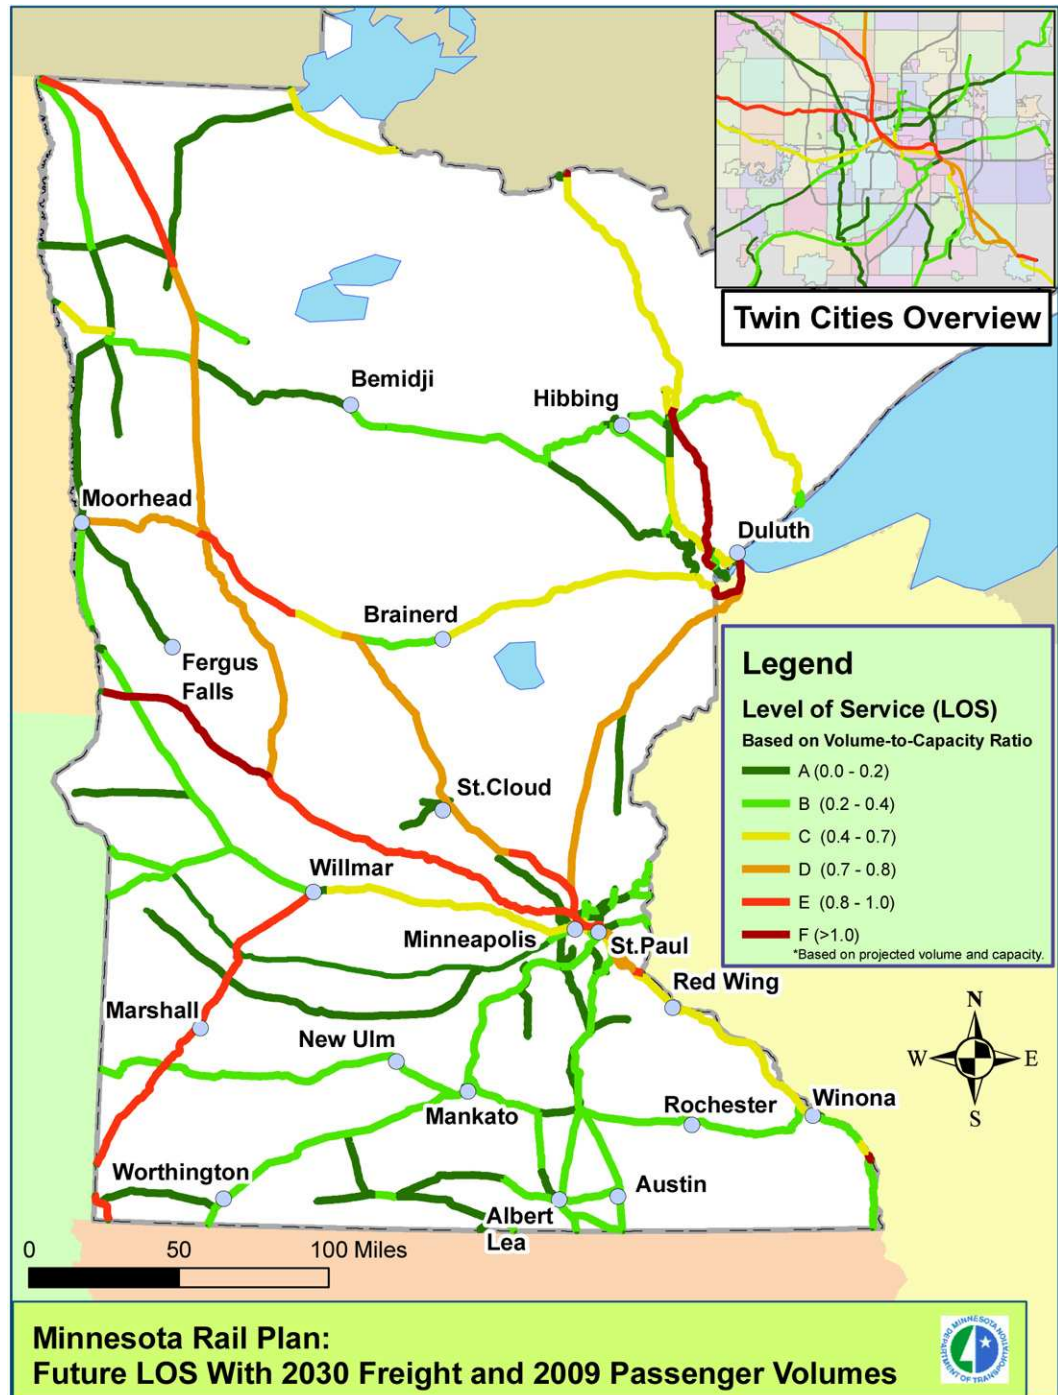 Twin Cities Overview
Bemidji
Hibbing
Moorhead
Duluth
Brainerd
Fergus
Falls
Legend
Level of Service (LOS)
Based on Volume-to-Capacity Ratio
A (0.0 - 0.2)
B (0.2 - 0.4)
C (0.4 - 0.7)
D (0.7 - 0.8)
E (0.8 - 1.0)
F (>1.0)
*Based on projected volume and capacity.
St.Cloud
Willmar
Minneapolis
St.Paul
Red Wing
Marshall
New Ulm
N
W
E
S
Mankato
Rochester
Winona
Worthington
Austin
Albert
Lea
0
50
100 Miles
Minnesota Rail Plan:
Future LOS With 2030 Freight and 2009 Passenger Volumes
MINNESOTA DEPARTMENT OF TRANSPORTATION